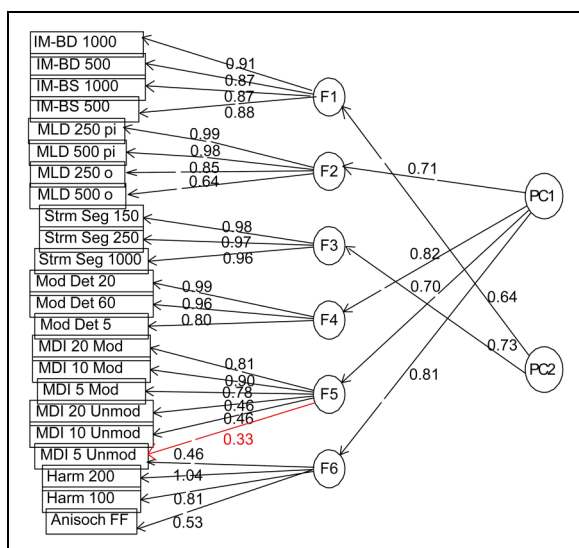 IM-BD 1000
IM-BD 500
IM-BS 1000
IM-BS 500
MLD 250 pi
MLD 500 pi
MLD 250 o
MLD 500 o
Strm Seg 150
Strm Seg 250
Strm Seg 1000
Mod Det 20
Mod Det 60
Mod Det 5
MDI 20 Mod
MDI 10 Mod
MDI 5 Mod
MDI 20 Unmod
MDI 10 Unmod
MDI 5 Unmod
Harm 200
Harm 100
Anisoch FF
0.91
0.87
0.87
0.88
0.99
0.98
0.85
0.64
0.98
0.97
0.96
0.99
0.96
0.80
0.81
0.90
0.78
0.46
0.46
0.33
0.46
1.04
0.81
0.53
F1
F2
F3
F4
F5
F6
0.71
0.82
0.70
0.64
0.73
0.81
PC1
PC2